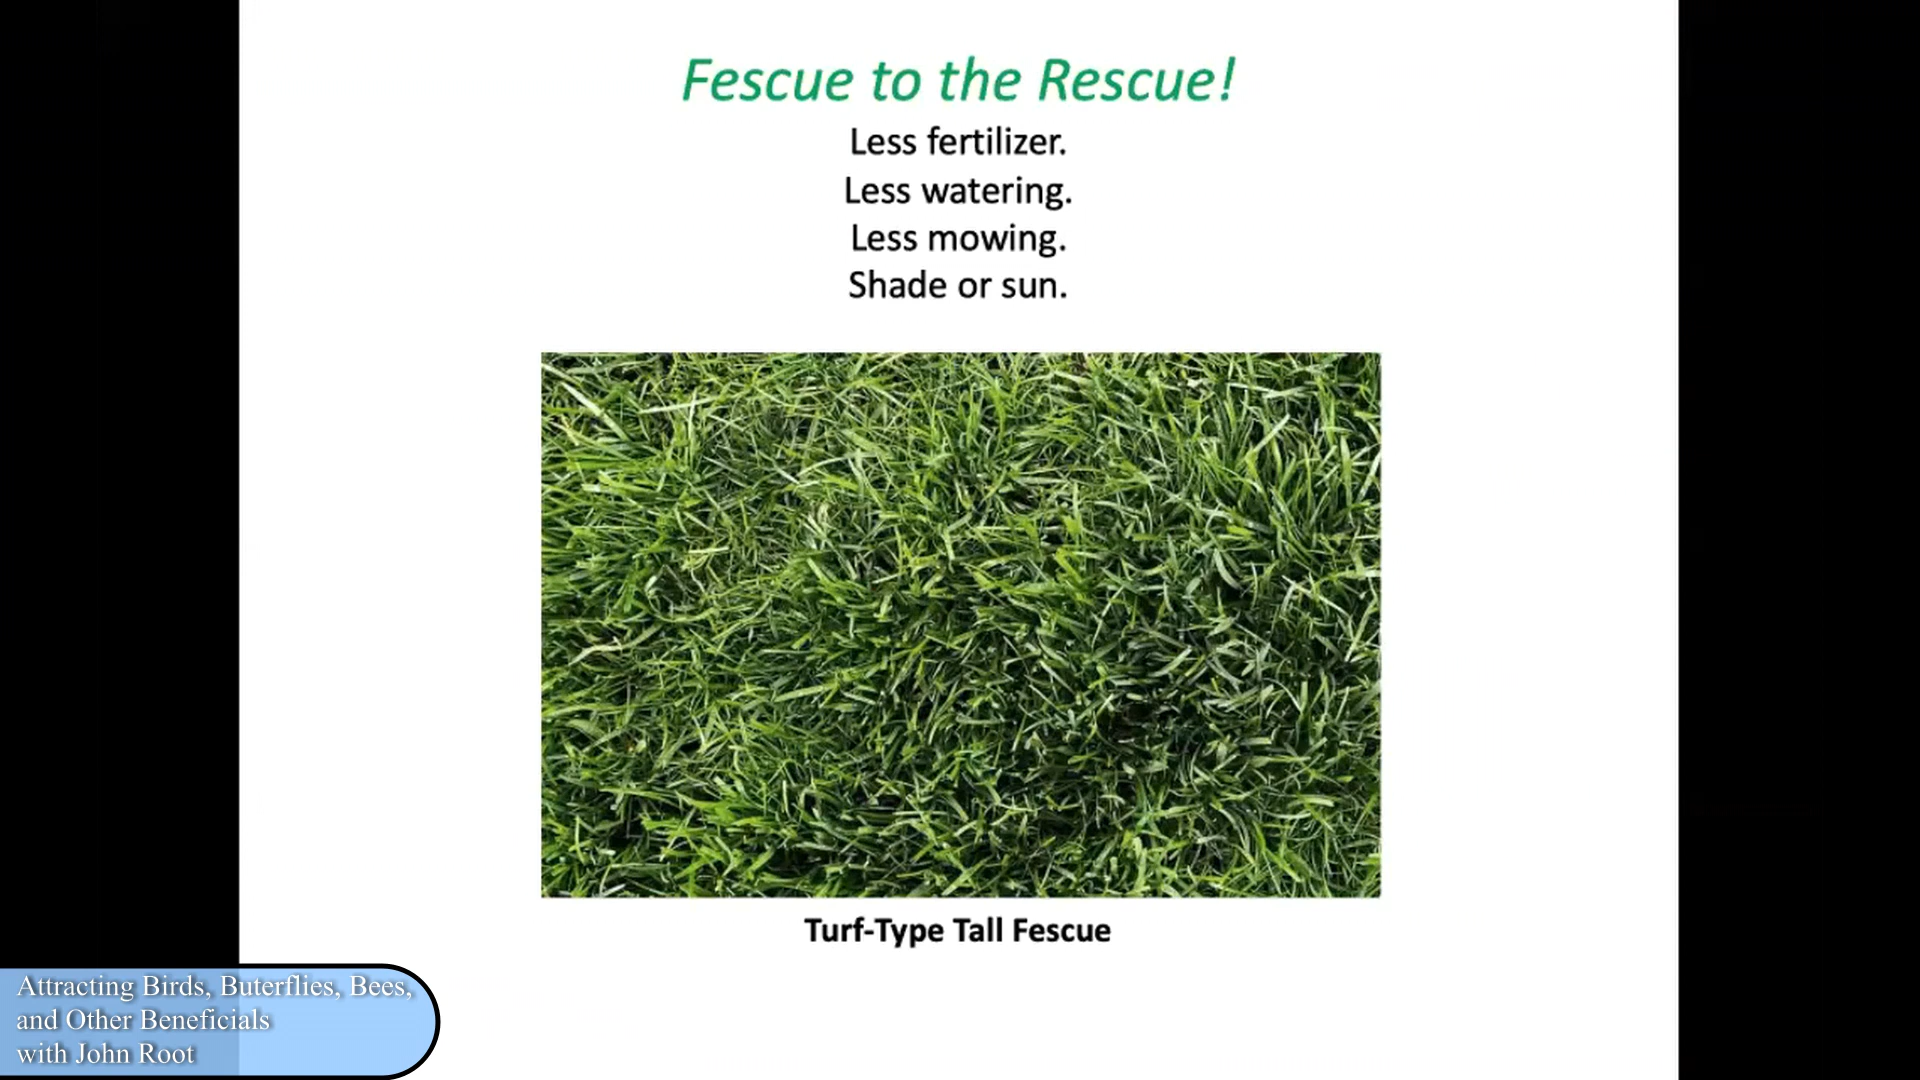 Fescue to the Rescue!
Less fertilizer.
Less watering.
Less mowing.
Shade or sun.
Turf-Type Tall Fescue
Attracting Birds, Buterflies, Bees,
and Other Beneficials
with John Root